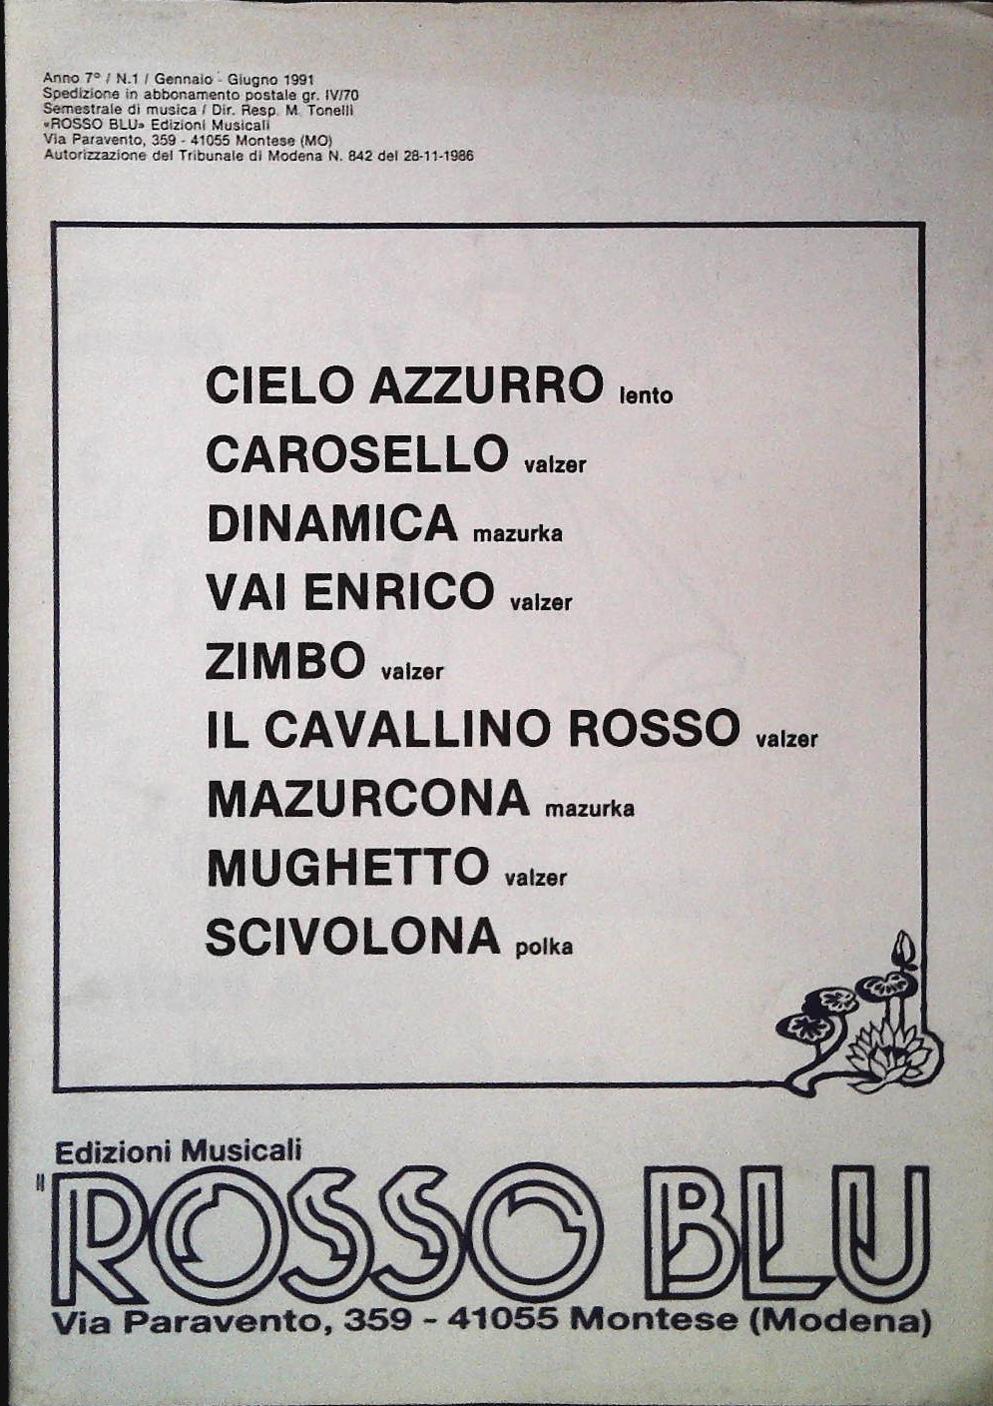 Anno 7° / N.1 / Gennaio - Giugno 1991
Spedizione in abbonamento postale gr. IV/70
Semestrale di musica / Dir. Resp. M. Tonelli
«ROSSO BLU» Edizioni Musicali
Via Paravento, 359 - 41055 Montese (MO)
Autorizzazione del Tribunale di Modena N. 842 del 28-11-1986
CIELO AZZURRO lento
CAROSELLO valzer
DINAMICA mazurka
VAI ENRICO valzer
ZIMBO valzer
IL CAVALLINO ROSSO valzer
MAZURCONA mazurka
MUGHETTO valzer
SCIVOLONA polka
Edizioni Musicali
"ROSSO BLU
Via Paravento, 359 - 41055 Montese (Modena)